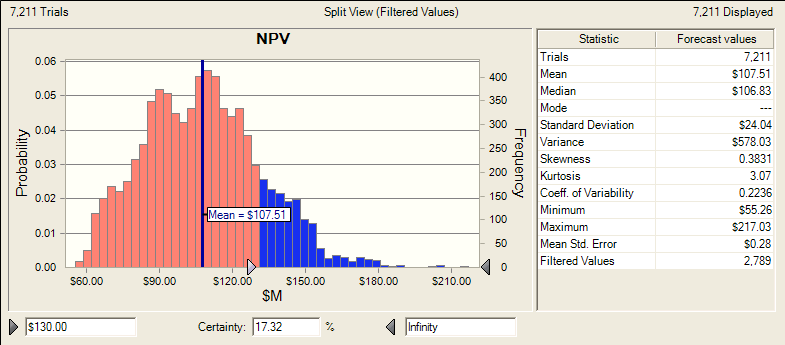 7,211 Trials Split View (Filtered Values) 7,211 Displayed
NPV
Probability
0.06
0.05
0.04
0.03
0.02
0.01
0.00
400
350
300
250
200
150
100
50
0
Frequency
Mean = $107.51
$60.00 $90.00 $120.00 $150.00 $180.00 $210.00
$M
Statistic Forecast values
Trials 7,211
Mean $107.51
Median $106.83
Mode ---
Standard Deviation $24.04
Variance $578.03
Skewness 0.3831
Kurtosis 3.07
Coeff. of Variability 0.2236
Minimum $55.26
Maximum $217.03
Mean Std. Error $0.28
Filtered Values 2,789
$130.00 Certainty: 17.32 % Infinity